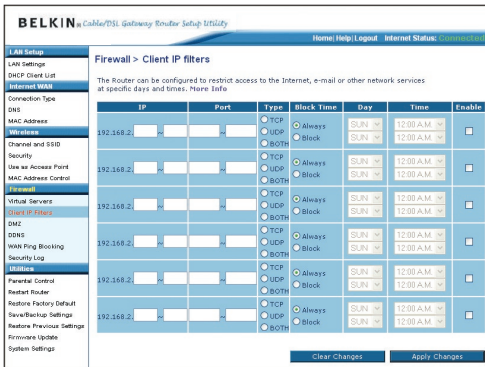 BELKIN® Cable/DSL Gateway Router Setup Utility
Home|Help|Logout Internet Status: Connected
LAN Setup
LAN Settings
DHCP Client List
Internet WAN
Connection Type
DNS
MAC Address
Wireless
Channel and SSID
Security
Use as Access Point
MAC Address Control
Firewall
Virtual Servers
Client IP Filters
DMZ
DDNS
WAN Ping Blocking
Security Log
Utilities
Parental Control
Restart Router
Restore Factory Default
Save/Backup Settings
Restore Previous Settings
Firmware Update
System Settings
Firewall > Client IP filters
The Router can be configured to restrict access to the Internet, e-mail or other network services
at specific days and times. More Info
IP Port Type Block Time Day Time Enable
192.168.2. ~ ~ TCP UDP BOTH Always Block SUN SUN 12:00 A.M. 12:00 A.M.
192.168.2. ~ ~ TCP UDP BOTH Always Block SUN SUN 12:00 A.M. 12:00 A.M.
192.168.2. ~ ~ TCP UDP BOTH Always Block SUN SUN 12:00 A.M. 12:00 A.M.
192.168.2. ~ ~ TCP UDP BOTH Always Block SUN SUN 12:00 A.M. 12:00 A.M.
192.168.2. ~ ~ TCP UDP BOTH Always Block SUN SUN 12:00 A.M. 12:00 A.M.
192.168.2. ~ ~ TCP UDP BOTH Always Block SUN SUN 12:00 A.M. 12:00 A.M.
Clear Changes Apply Changes